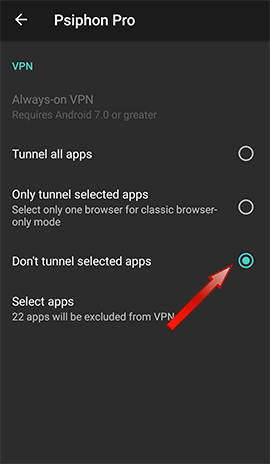 Psiphon Pro
VPN
Always-on VPN
Requires Android 7.0 or greater
Tunnel all apps
Only tunnel selected apps
Select only one browser for classic browser-
only mode
Don't tunnel selected apps
Select apps
22 apps will be excluded from VPN